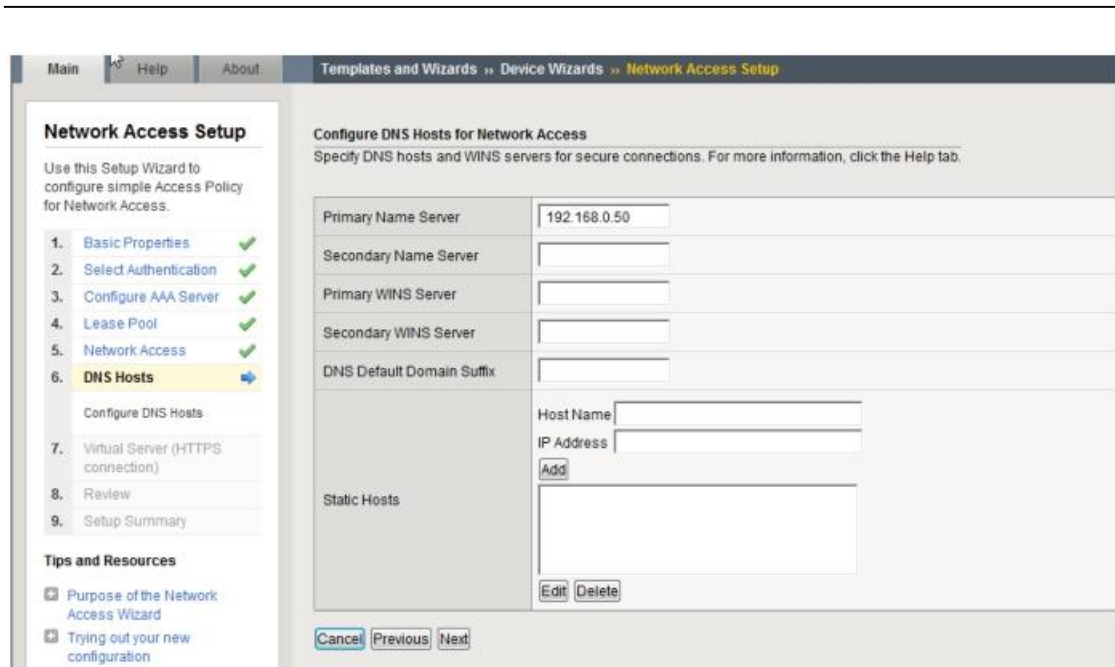 Main Help About
Templates and Wizards » Device Wizards » Network Access Setup
Network Access Setup
Use this Setup Wizard to
configure simple Access Policy
for Network Access.
1. Basic Properties
2. Select Authentication
3. Configure AAA Server
4. Lease Pool
5. Network Access
6. DNS Hosts
Configure DNS Hosts
7. Virtual Server (HTTPS
connection)
8. Review
9. Setup Summary
Tips and Resources
Purpose of the Network
Access Wizard
Trying out your new
configuration
Configure DNS Hosts for Network Access
Specify DNS hosts and WINS servers for secure connections. For more information, click the Help tab.
Primary Name Server 192.168.0.50
Secondary Name Server
Primary WINS Server
Secondary WINS Server
DNS Default Domain Suffix
Static Hosts
Host Name
IP Address
Add
Edit Delete
Cancel Previous Next